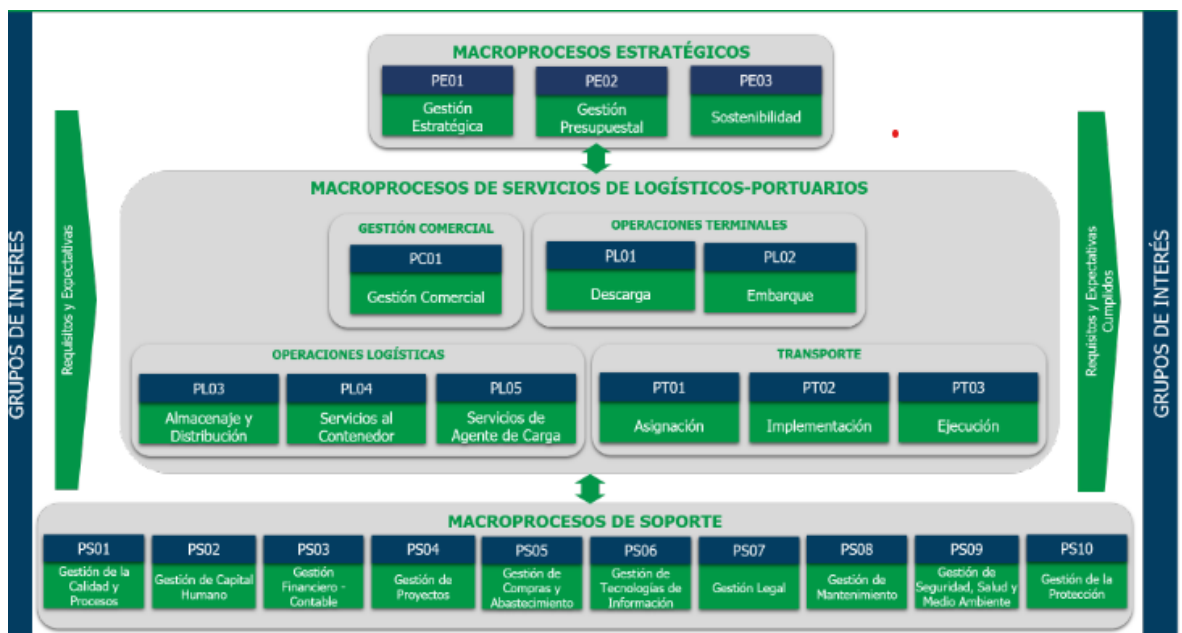 MACROPROCESOS ESTRATÉGICOS
PE01
Gestión
Estratégica
PE02
Gestión
Presupuestal
PE03
Sostenibilidad
GRUPOS DE INTERÉS
Requisitos y Expectativas
MACROPROCESOS DE SERVICIOS DE LOGÍSTICOS-PORTUARIOS
GESTIÓN COMERCIAL
PC01
Gestión Comercial
OPERACIONES TERMINALES
PL01
Descarga
PL02
Embarque
OPERACIONES LOGÍSTICAS
PL03
Almacenaje y
Distribución
PL04
Servicios al
Contenedor
PL05
Servicios de
Agente de Carga
TRANSPORTE
PT01
Asignación
PT02
Implementación
PT03
Ejecución
Requisitos y Expectativas
Cumplidos
GRUPOS DE INTERÉS
MACROPROCESOS DE SOPORTE
PS01
Gestión de la
Calidad y
Procesos
PS02
Gestión de Capital
Humano
PS03
Gestión
Financiero -
Contable
PS04
Gestión de
Proyectos
PS05
Gestión de
Compras y
Abastecimiento
PS06
Gestión de
Tecnologías de
Información
PS07
Gestión Legal
PS08
Gestión de
Mantenimiento
PS09
Gestión de
Seguridad, Salud y
Medio Ambiente
PS10
Gestión de la
Protección